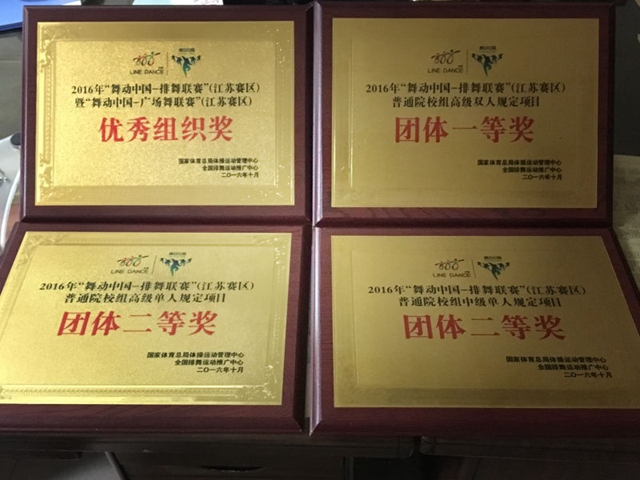 LINE DANCE
2016年“舞动中国-排舞联赛”(江苏赛区)
暨“舞动中国-广场舞联赛”(江苏赛区)
优秀组织奖
国家体育总局体操运动管理中心
全国排舞运动推广中心
二〇一六年十月
LINE DANCE
2016年“舞动中国-排舞联赛”(江苏赛区)
普通院校组高级双人规定项目
团体一等奖
国家体育总局体操运动管理中心
全国排舞运动推广中心
二〇一六年十月
LINE DANCE
2016年“舞动中国-排舞联赛”(江苏赛区)
普通院校组高级单人规定项目
团体二等奖
国家体育总局体操运动管理中心
全国排舞运动推广中心
二〇一六年十月
LINE DANCE
2016年“舞动中国-排舞联赛”(江苏赛区)
普通院校组中级单人规定项目
团体二等奖
国家体育总局体操运动管理中心
全国排舞运动推广中心
二〇一六年十月